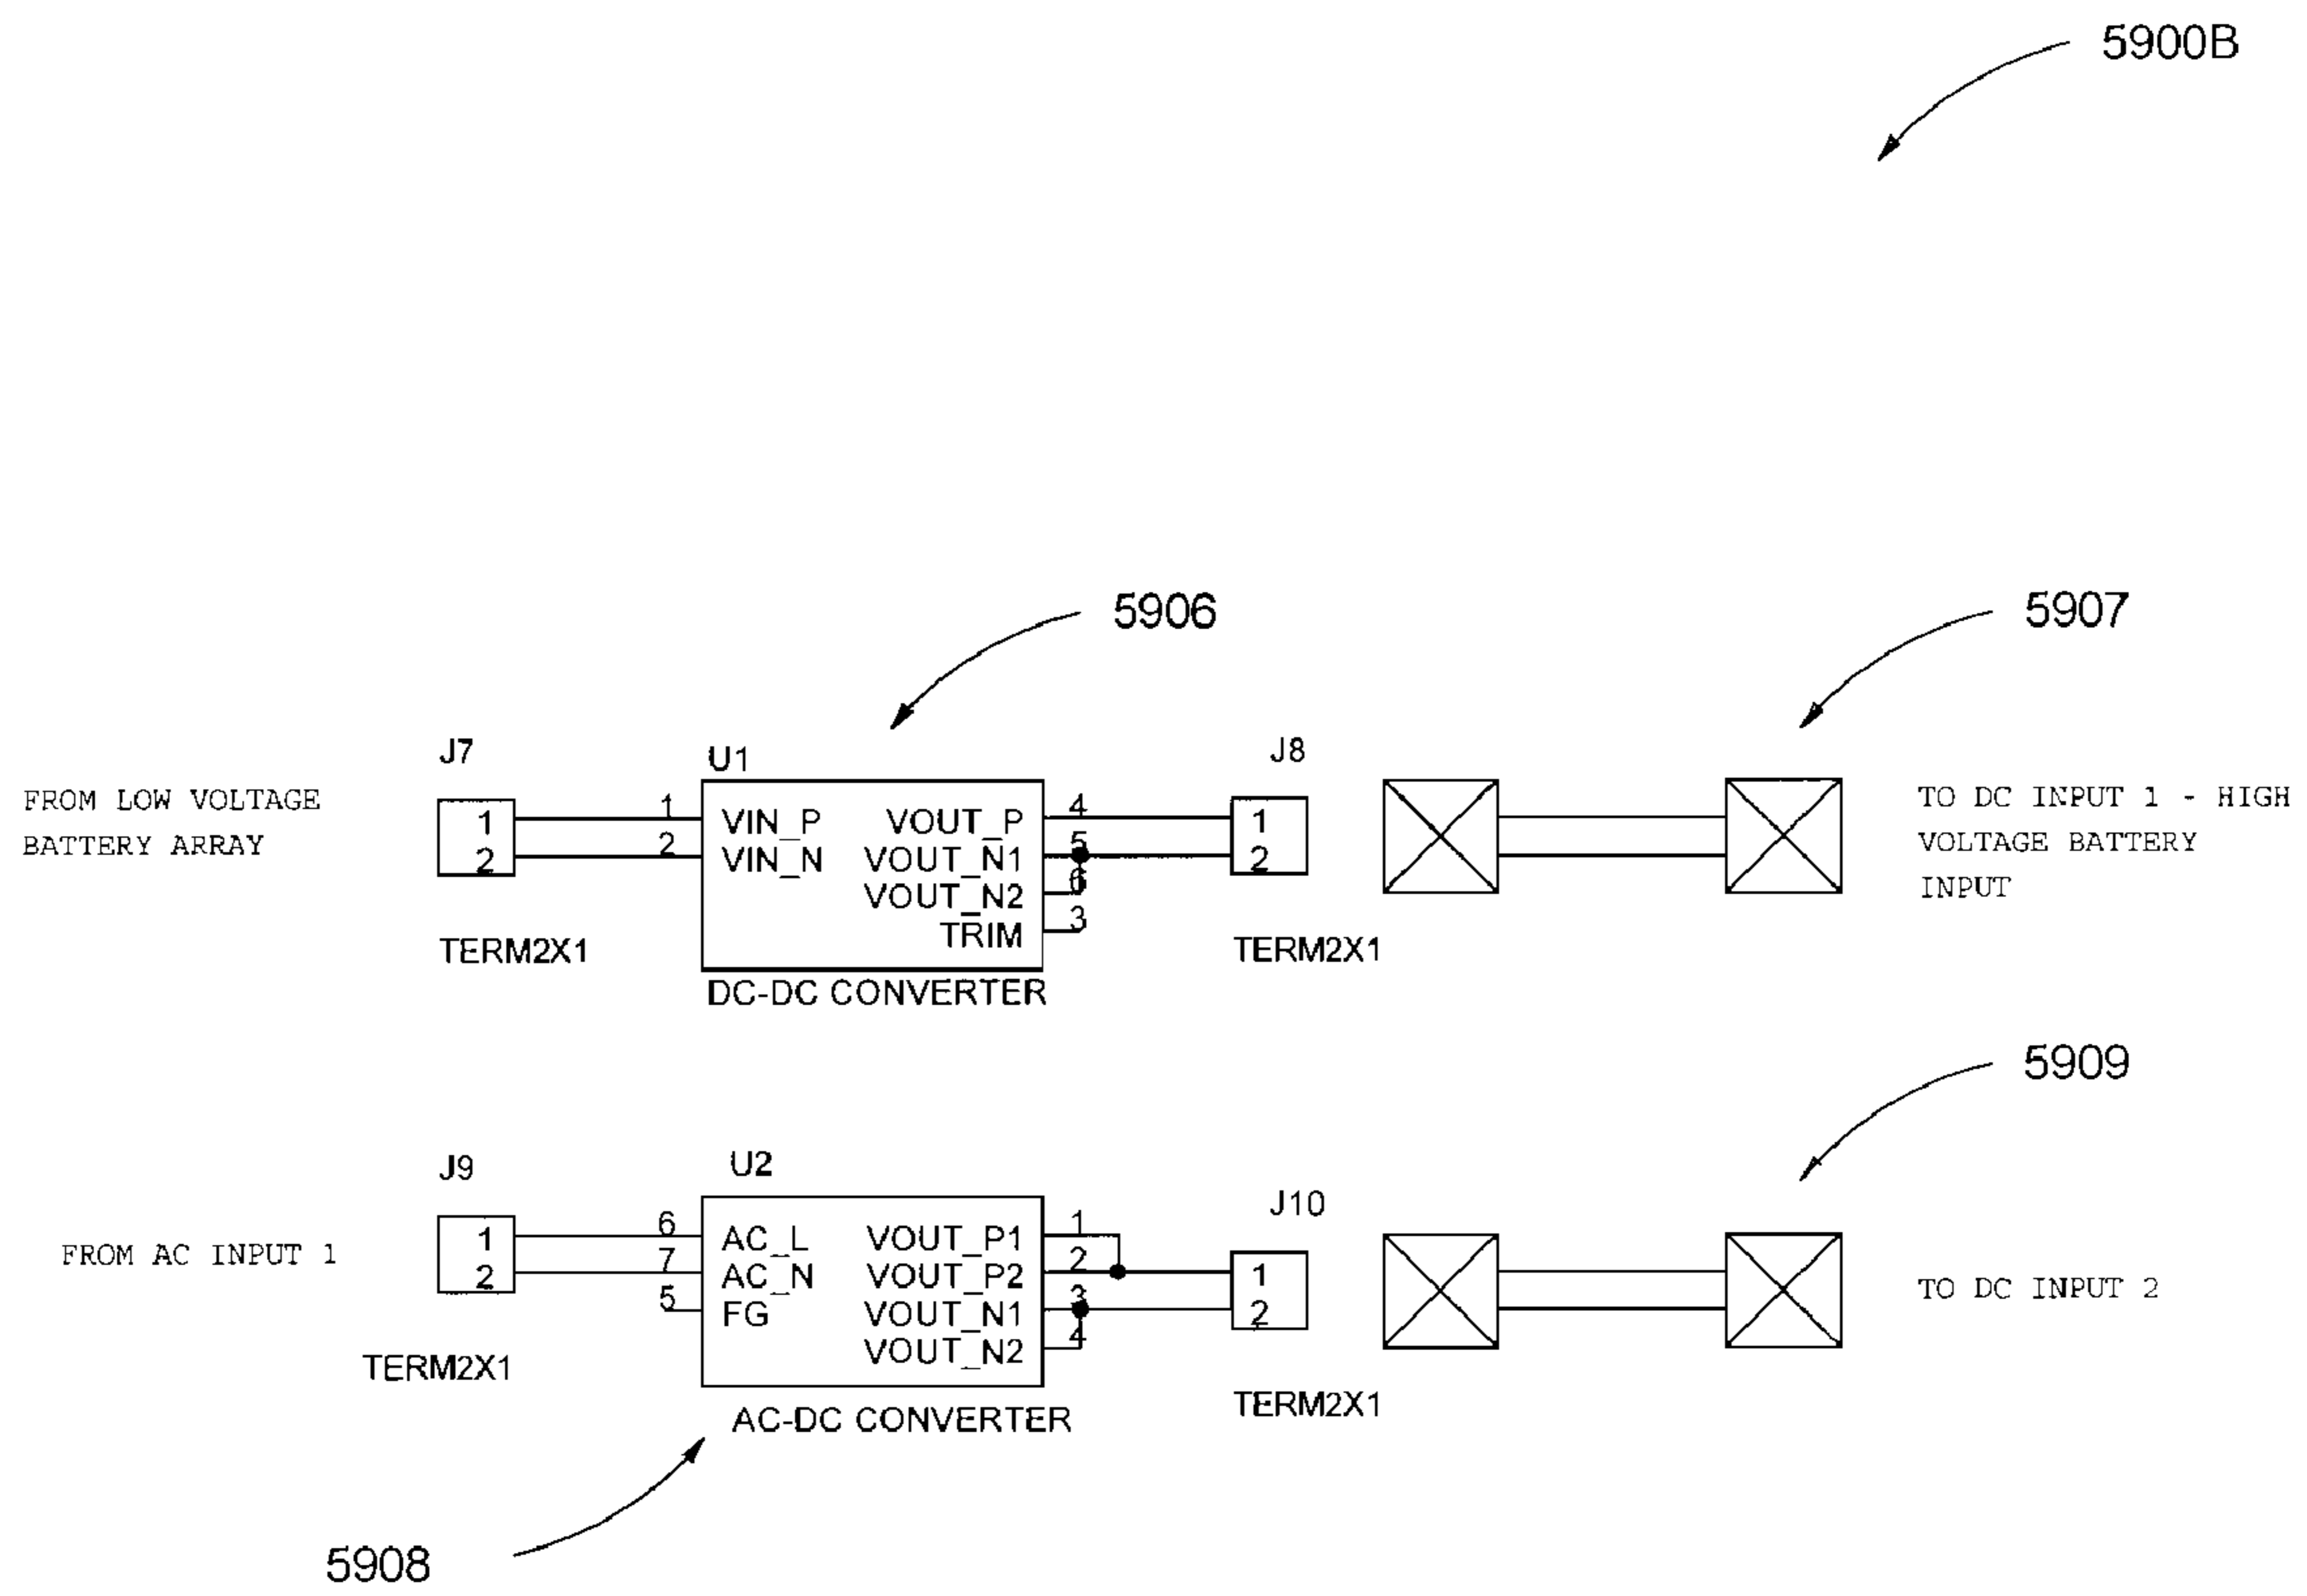 5900B
5906
5907
J7
U1
J8
FROM LOW VOLTAGE
BATTERY ARRAY
1
2
1
2
VIN_P
VIN_N
VOUT_P
VOUT_N1
VOUT_N2
TRIM
4
5
6
3
1
2
TO DC INPUT 1 - HIGH
VOLTAGE BATTERY
INPUT
TERM2X1
DC-DC CONVERTER
TERM2X1
5909
J9
U2
J10
FROM AC INPUT 1
1
2
6
7
5
AC_L
AC_N
FG
VOUT_P1
VOUT_P2
VOUT_N1
VOUT_N2
1
2
3
4
1
2
TO DC INPUT 2
TERM2X1
AC-DC CONVERTER
TERM2X1
5908